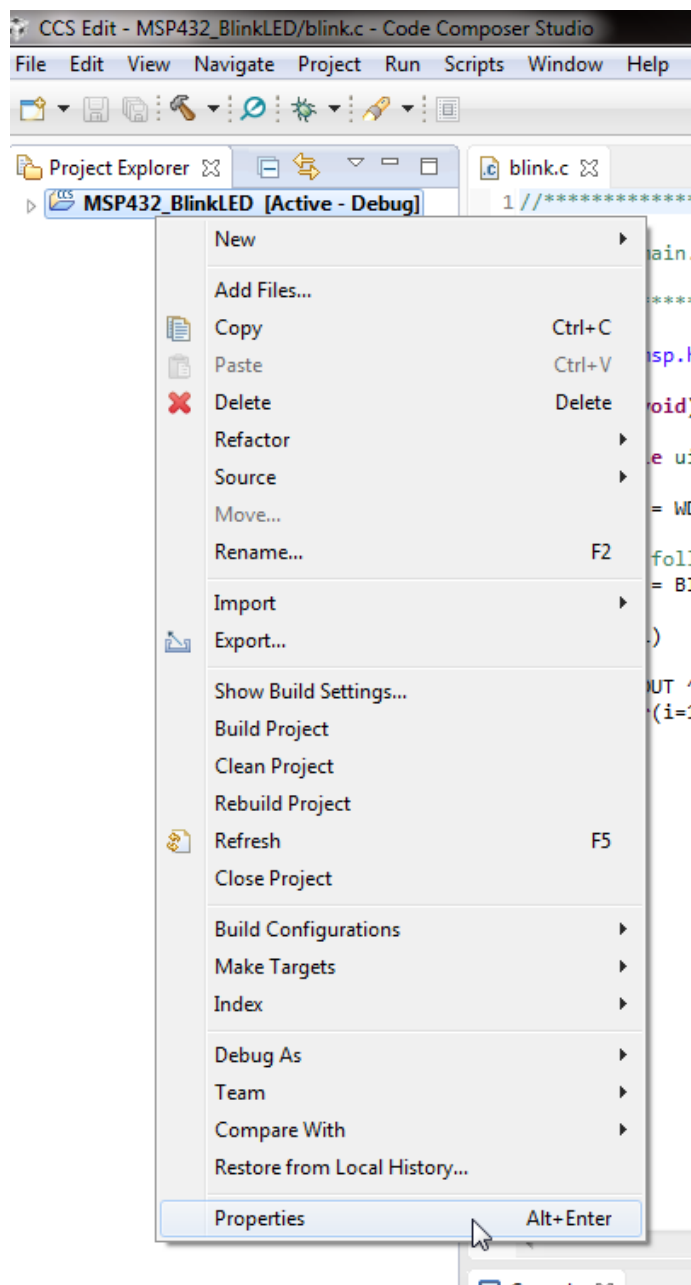 CCS Edit - MSP432_BlinkLED/blink.c - Code Composer Studio
File Edit View Navigate Project Run Scripts Window Help
Project Explorer
blink.c
CCS MSP432_BlinkLED [Active - Debug]
1 //*************
New
Add Files...
Copy Ctrl+C
Paste Ctrl+V
Delete Delete
Refactor
Source
Move...
Rename... F2
Import
Export...
Show Build Settings...
Build Project
Clean Project
Rebuild Project
Refresh F5
Close Project
Build Configurations
Make Targets
Index
Debug As
Team
Compare With
Restore from Local History...
Properties Alt+Enter